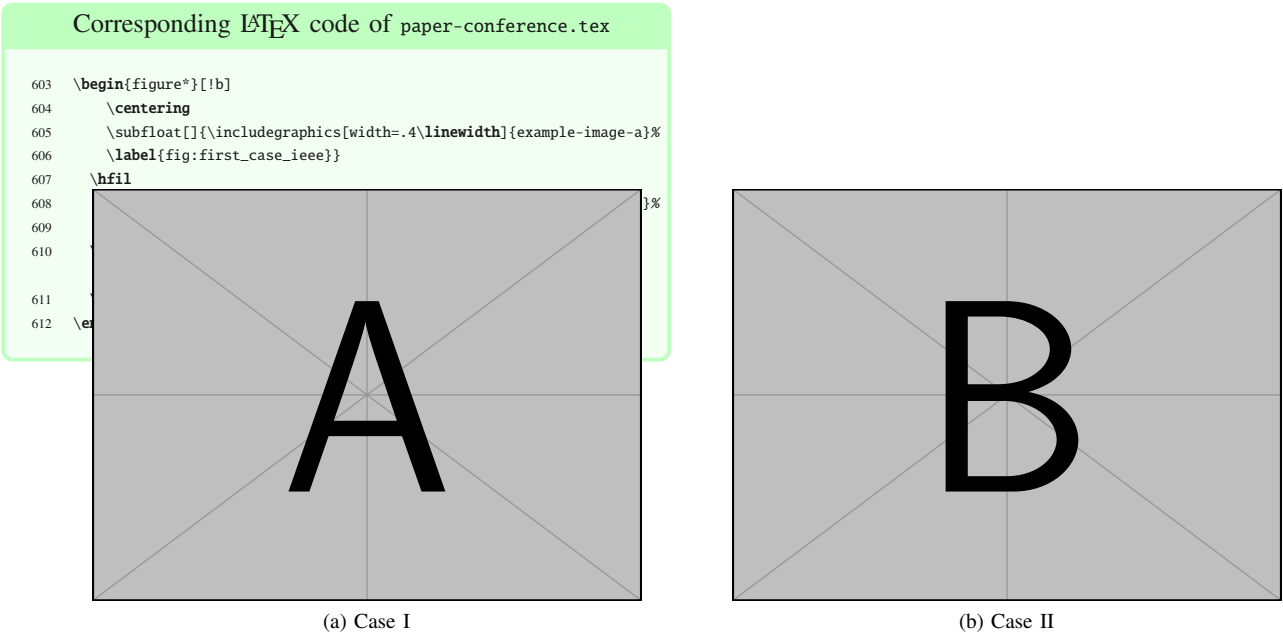 Corresponding LATEX code of paper-conference.tex
603 \begin{figure*}[!b]
604 \centering
605 \subfloat[]{\includegraphics[width=.4\linewidth]{example-image-a}%
606 \label{fig:first_case_ieee}}
607 \hfil
608 }%
609
610 \
611 \
612 \en
A
B
(a) Case I
(b) Case II